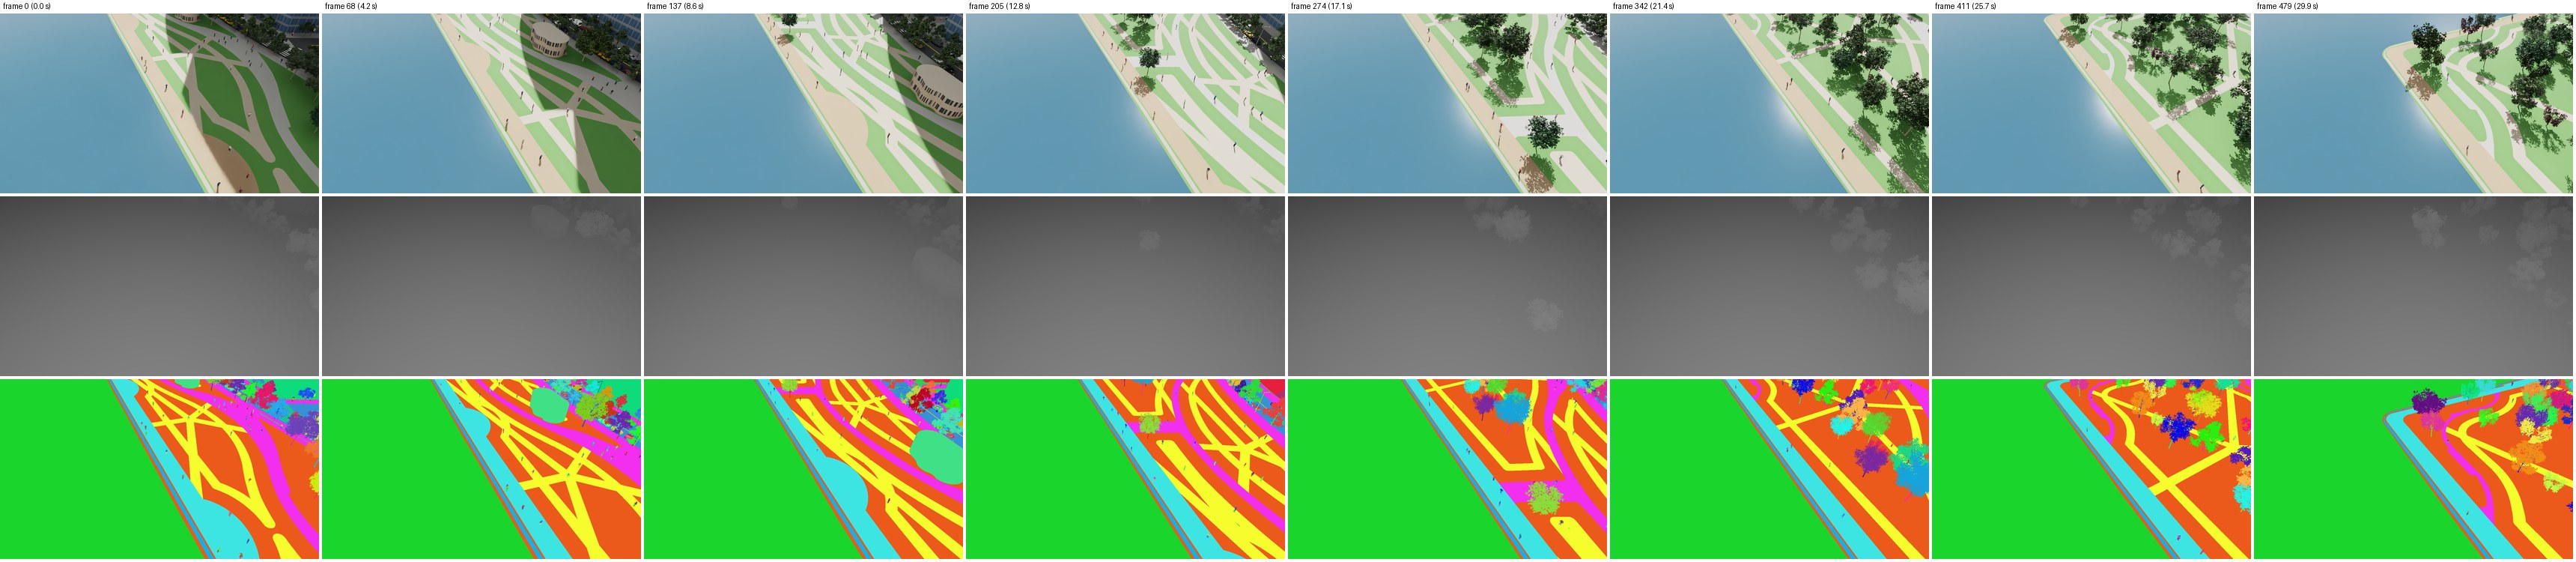 frame 0 (0.0 s)
frame 68 (4.2 s)
frame 137 (8.6 s)
frame 205 (12.8 s)
frame 274 (17.1 s)
frame 342 (21.4 s)
frame 411 (25.7 s)
frame 479 (29.9 s)